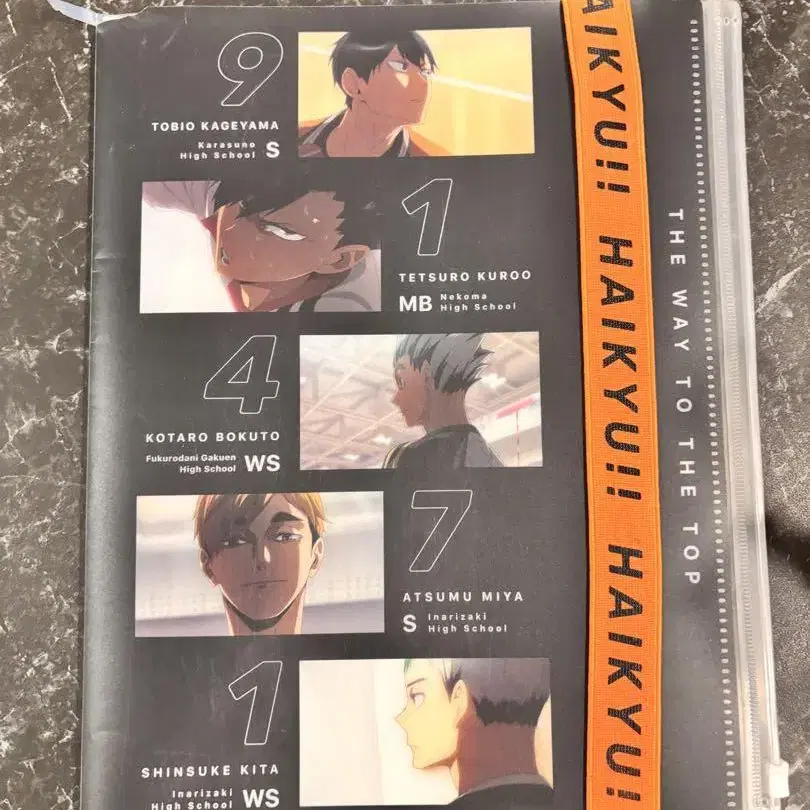 9
TOBIO KAGEYAMA
Karasuno
High School S
1
TETSURO KUROO
MB Nekoma
High School
4
KOTARO BOKUTO
Fukurodani Gakuen
High School WS
7
ATSUMU MIYA
S Inarizaki
High School
1
SHINSUKE KITA
Inarizaki
High School WS
AIKYU!! HAIKYU!! HAIKYU!!
THE WAY TO THE TOP